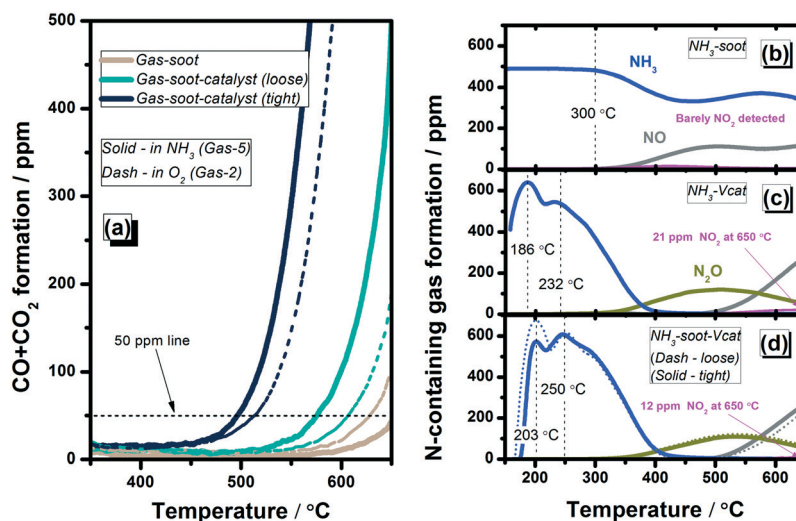 500
400
300
200
100
0
CO+CO2 formation / ppm
Gas-soot
Gas-soot-catalyst (loose)
Gas-soot-catalyst (tight)
Solid - in NH3 (Gas-5)
Dash - in O2 (Gas-2)
(a)
50 ppm line
400
500
600
Temperature / °C
N-containing gas formation / ppm
600
400
200
0
NH3-soot
(b)
NH3
300 °C
Barely NO2 detected
NO
600
400
200
0
NH3-Vcat
(c)
186 °C
232 °C
21 ppm NO2 at 650 °C
N2O
600
400
200
0
NH3-soot-Vcat
(Dash - loose)
(Solid - tight)
(d)
250 °C
203 °C
12 ppm NO2 at 650 °C
200
300
400
500
600
Temperature / °C